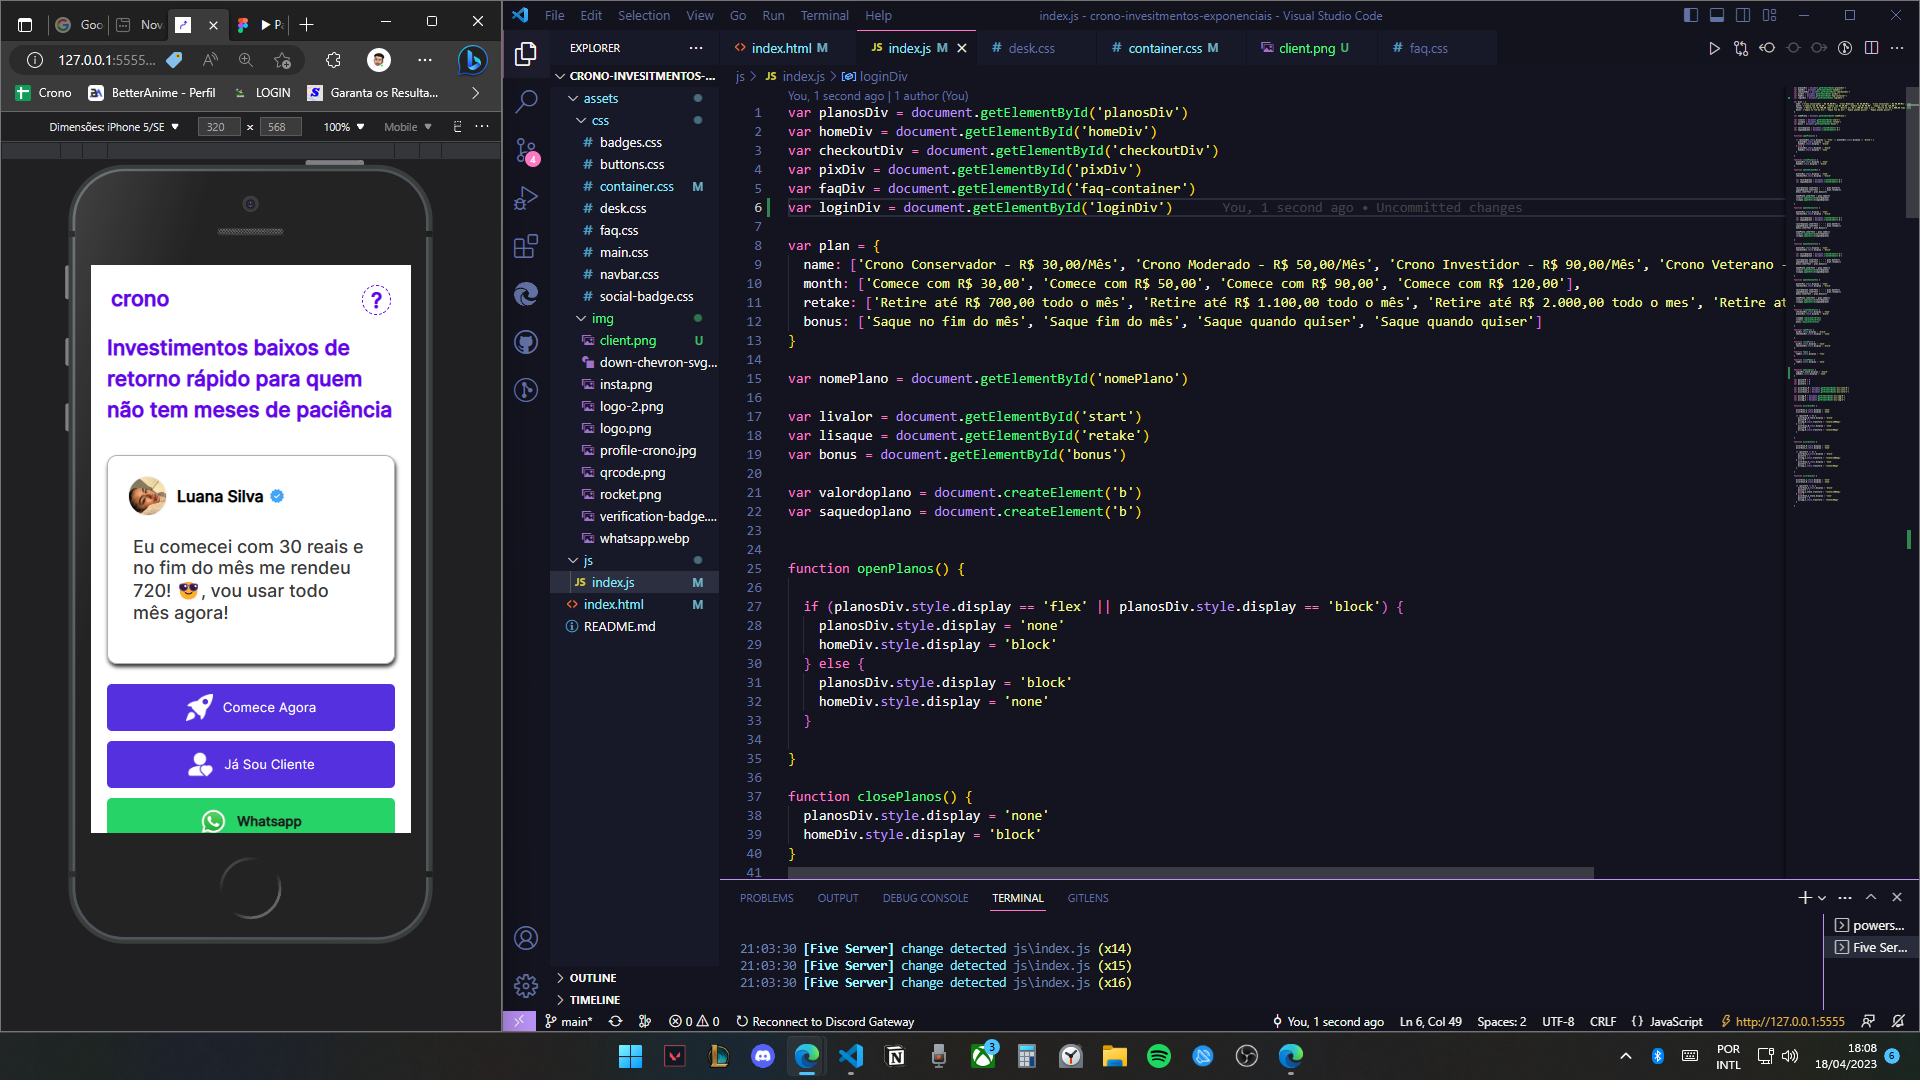 Goo
Nov
P
127.0.0.1:5555...
Crono
BetterAnime - Perfil
LOGIN
Garanta os Resulta...
Dimensões: iPhone 5/SE
320 × 568
100%
Mobile
crono
?
Investimentos baixos de
retorno rápido para quem
não tem meses de paciência
Luana Silva
Eu comecei com 30 reais e
no fim do mês me rendeu
720! 😎, vou usar todo
mês agora!
Comece Agora
Já Sou Cliente
Whatsapp
File Edit Selection View Go Run Terminal Help
index.js - crono-invesitmentos-exponenciais - Visual Studio Code
EXPLORER
index.html M
JS index.js M
# desk.css
# container.css M
client.png U
# faq.css
4
CRONO-INVESITMENTOS-...
assets
css
# badges.css
# buttons.css
# container.css M
# desk.css
# faq.css
# main.css
# navbar.css
# social-badge.css
img
client.png U
down-chevron-svg...
insta.png
logo-2.png
logo.png
profile-crono.jpg
qrcode.png
rocket.png
verification-badge....
whatsapp.webp
js
JS index.js M
index.html M
README.md
OUTLINE
TIMELINE
js > JS index.js > loginDiv
You, 1 second ago | 1 author (You)
1 var planosDiv = document.getElementById('planosDiv')
2 var homeDiv = document.getElementById('homeDiv')
3 var checkoutDiv = document.getElementById('checkoutDiv')
4 var pixDiv = document.getElementById('pixDiv')
5 var faqDiv = document.getElementById('faq-container')
6 var loginDiv = document.getElementById('loginDiv') You, 1 second ago • Uncommitted changes
7
8 var plan = {
9 name: ['Crono Conservador - R$ 30,00/Mês', 'Crono Moderado - R$ 50,00/Mês', 'Crono Investidor - R$ 90,00/Mês', 'Crono Veterano -
10 month: ['Comece com R$ 30,00', 'Comece com R$ 50,00', 'Comece com R$ 90,00', 'Comece com R$ 120,00'],
11 retake: ['Retire até R$ 700,00 todo o mês', 'Retire até R$ 1.100,00 todo o mês', 'Retire até R$ 2.000,00 todo o mes', 'Retire at
12 bonus: ['Saque no fim do mês', 'Saque fim do mês', 'Saque quando quiser', 'Saque quando quiser']
13 }
14
15 var nomePlano = document.getElementById('nomePlano')
16
17 var livalor = document.getElementById('start')
18 var lisaque = document.getElementById('retake')
19 var bonus = document.getElementById('bonus')
20
21 var valordoplano = document.createElement('b')
22 var saquedoplano = document.createElement('b')
23
24
25 function openPlanos() {
26
27 if (planosDiv.style.display == 'flex' || planosDiv.style.display == 'block') {
28 planosDiv.style.display = 'none'
29 homeDiv.style.display = 'block'
30 } else {
31 planosDiv.style.display = 'block'
32 homeDiv.style.display = 'none'
33 }
34
35 }
36
37 function closePlanos() {
38 planosDiv.style.display = 'none'
39 homeDiv.style.display = 'block'
40 }
41
PROBLEMS OUTPUT DEBUG CONSOLE TERMINAL GITLENS
powers...
Five Ser...
21:03:30 [Five Server] change detected js\index.js (x14)
21:03:30 [Five Server] change detected js\index.js (x15)
21:03:30 [Five Server] change detected js\index.js (x16)
main* 0 0 Reconnect to Discord Gateway
You, 1 second ago Ln 6, Col 49 Spaces: 2 UTF-8 CRLF {} JavaScript http://127.0.0.1:5555
3
POR
INTL
18:08
18/04/2023
6